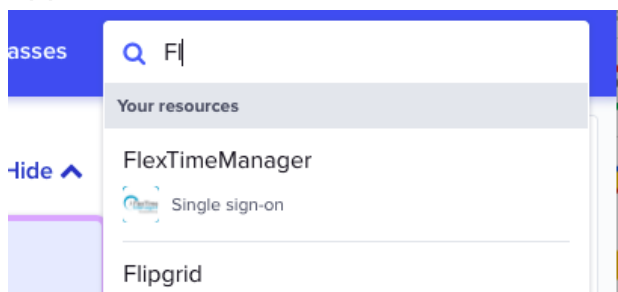 asses
Fl
Your resources
FlexTimeManager
Hide
Single sign-on
Flipgrid